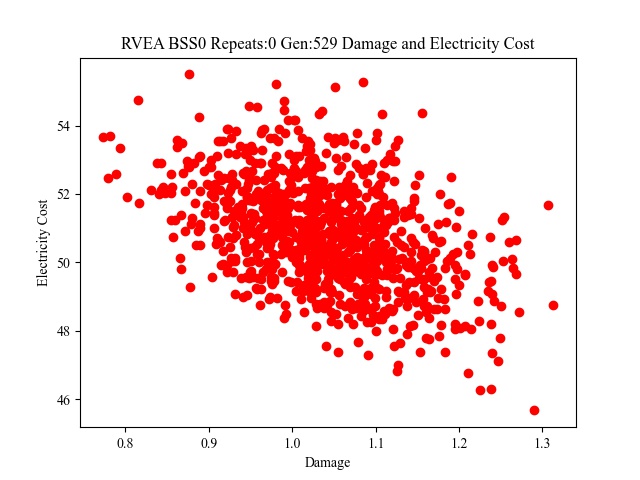 RVEA BSS0 Repeats:0 Gen:529 Damage and Electricity Cost
54
52
50
48
46
Electricity Cost
0.8 0.9 1.0 1.1 1.2 1.3
Damage